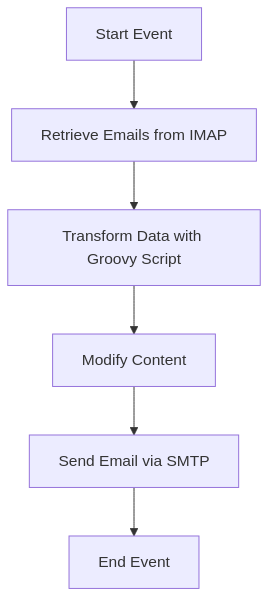 Start Event
Retrieve Emails from IMAP
Transform Data with
Groovy Script
Modify Content
Send Email via SMTP
End Event